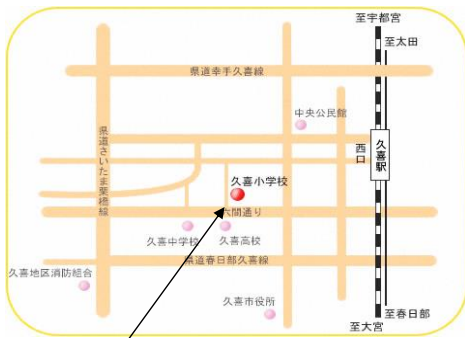 至宇都宮
至太田
県道幸手久喜線
中央公民館
県道さいたま栗橋線
西口
久喜駅
久喜小学校
六間通り
久喜中学校
久喜高校
県道春日部久喜線
久喜地区消防組合
久喜市役所
至春日部
至大宮